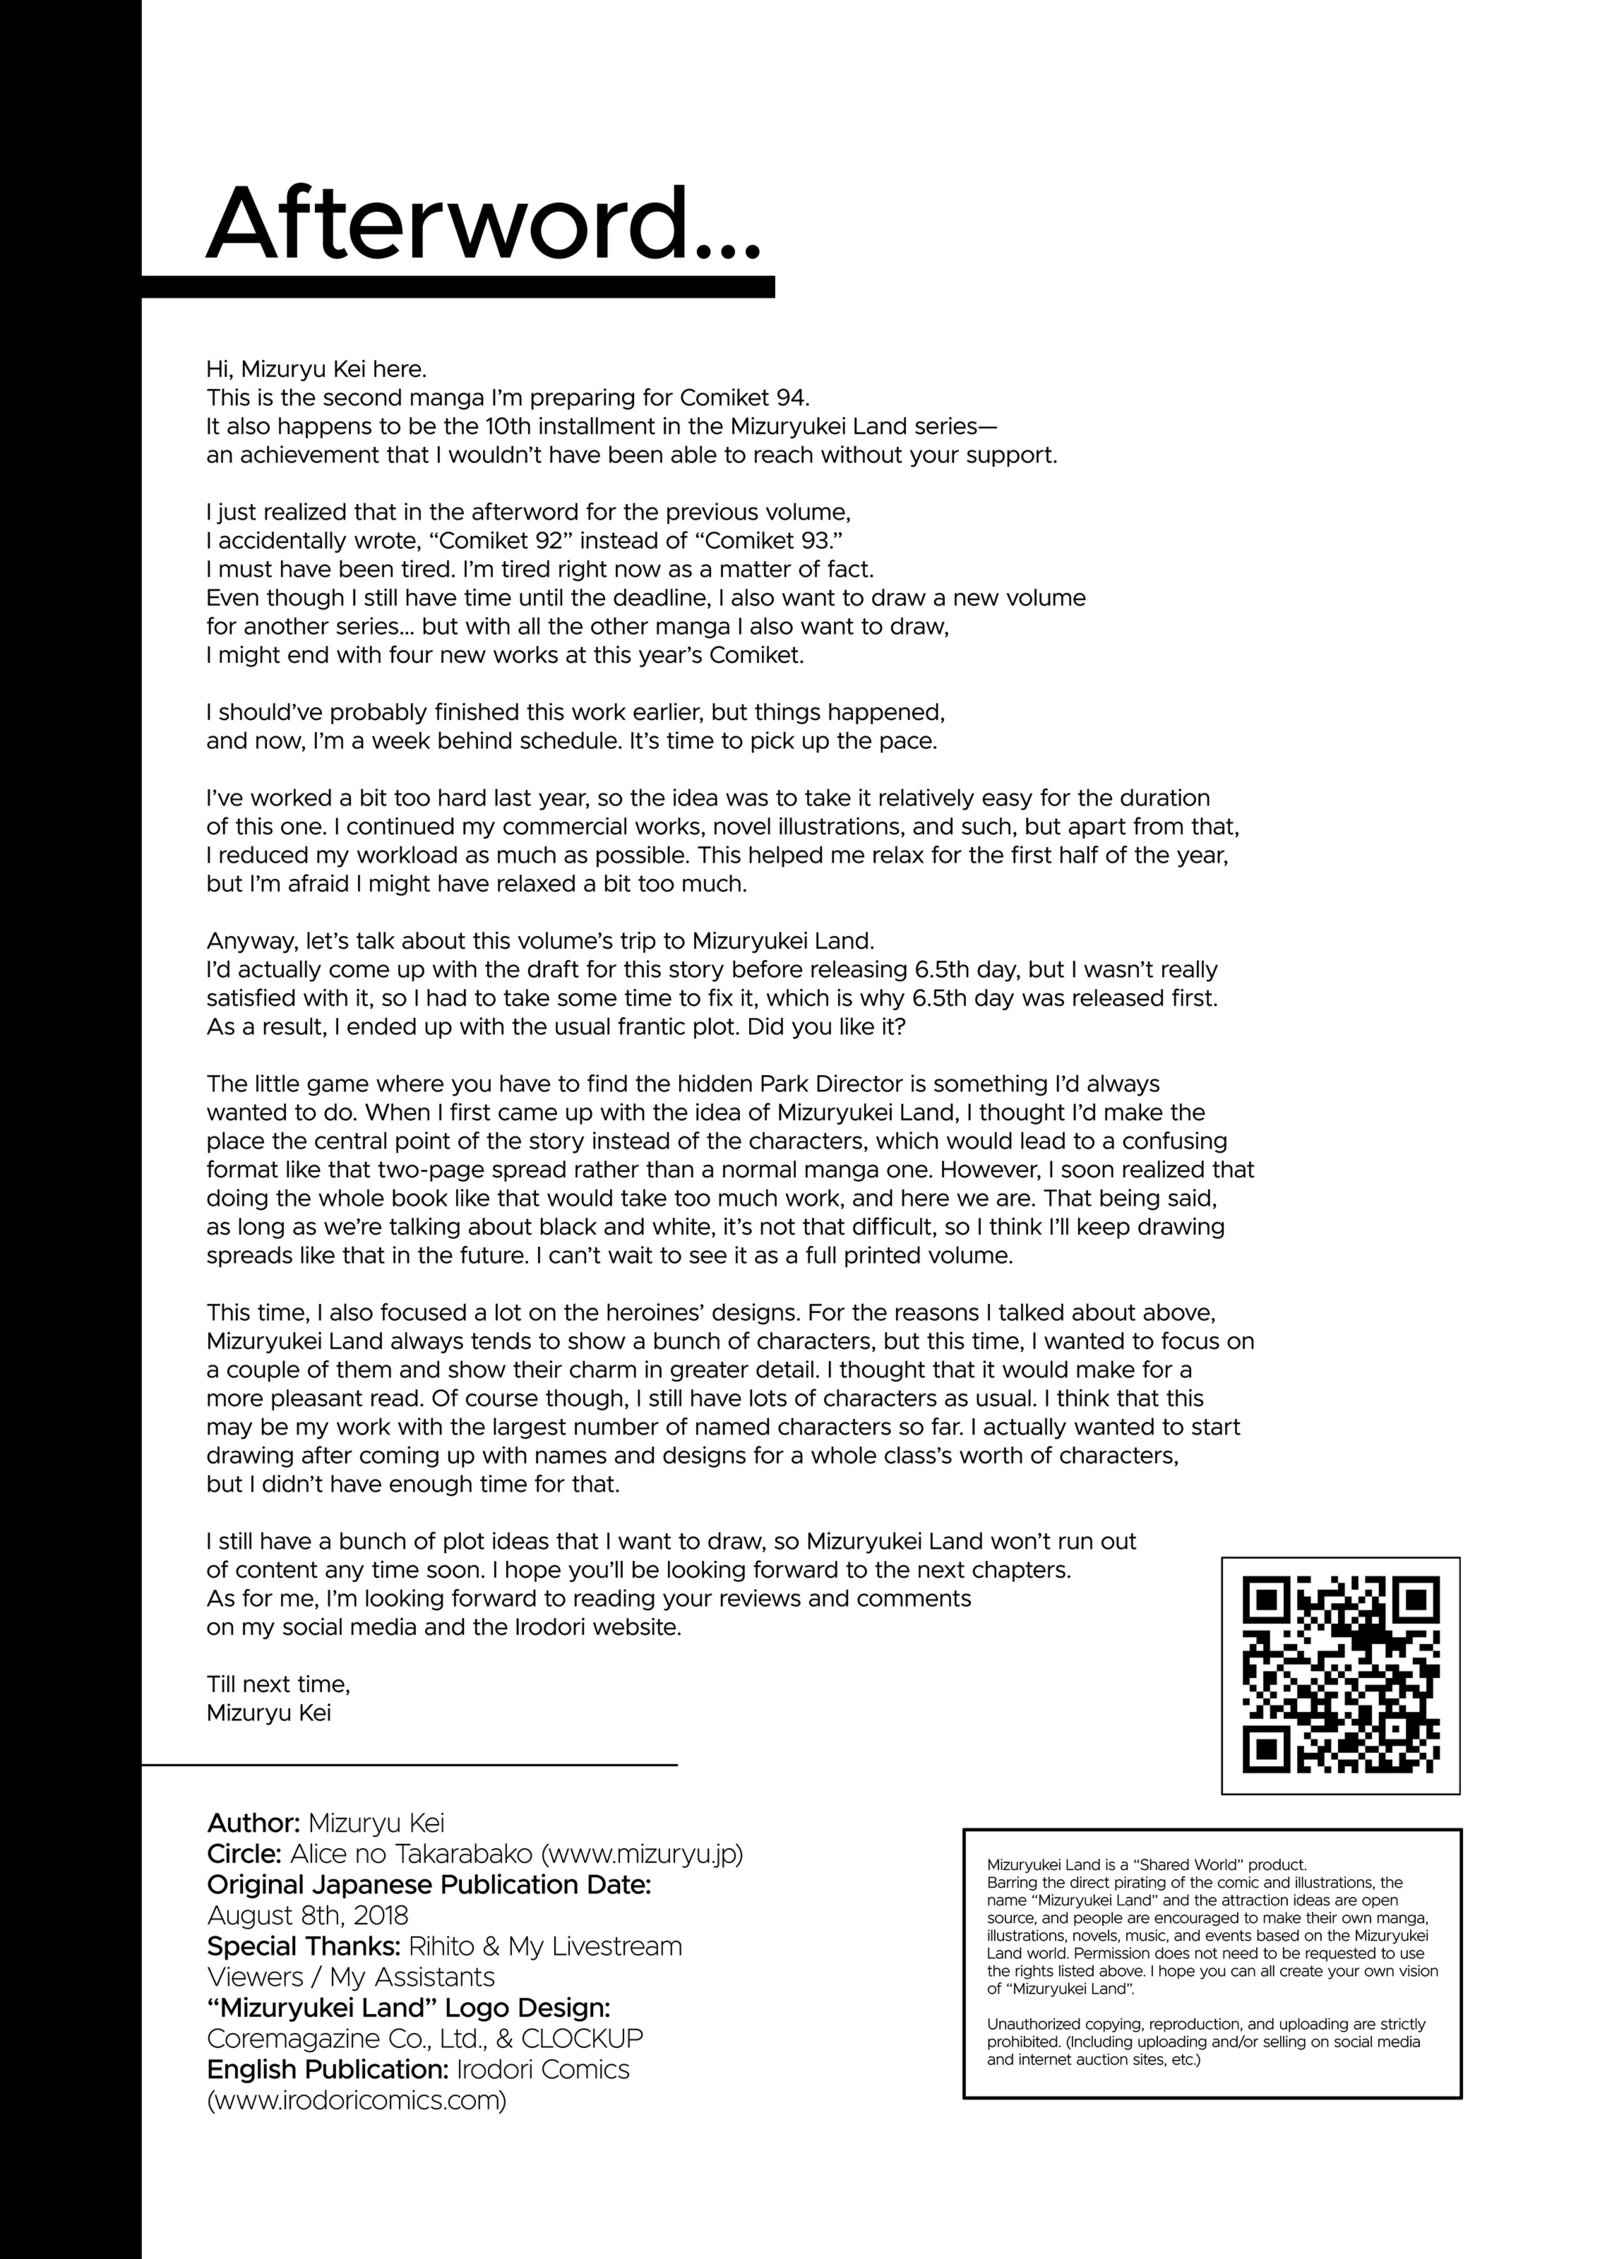 Afterword...
Hi, Mizuryu Kei here.
This is the second manga I’m preparing for Comiket 94.
It also happens to be the 10th installment in the Mizuryukei Land series—
an achievement that I wouldn’t have been able to reach without your support.
I just realized that in the afterword for the previous volume,
I accidentally wrote, “Comiket 92” instead of “Comiket 93.”
I must have been tired. I’m tired right now as a matter of fact.
Even though I still have time until the deadline, I also want to draw a new volume
for another series... but with all the other manga I also want to draw,
I might end with four new works at this year’s Comiket.
I should’ve probably finished this work earlier, but things happened,
and now, I’m a week behind schedule. It’s time to pick up the pace.
I’ve worked a bit too hard last year, so the idea was to take it relatively easy for the duration
of this one. I continued my commercial works, novel illustrations, and such, but apart from that,
I reduced my workload as much as possible. This helped me relax for the first half of the year,
but I’m afraid I might have relaxed a bit too much.
Anyway, let’s talk about this volume’s trip to Mizuryukei Land.
I’d actually come up with the draft for this story before releasing 6.5th day, but I wasn’t really
satisfied with it, so I had to take some time to fix it, which is why 6.5th day was released first.
As a result, I ended up with the usual frantic plot. Did you like it?
The little game where you have to find the hidden Park Director is something I’d always
wanted to do. When I first came up with the idea of Mizuryukei Land, I thought I’d make the
place the central point of the story instead of the characters, which would lead to a confusing
format like that two-page spread rather than a normal manga one. However, I soon realized that
doing the whole book like that would take too much work, and here we are. That being said,
as long as we’re talking about black and white, it’s not that difficult, so I think I’ll keep drawing
spreads like that in the future. I can’t wait to see it as a full printed volume.
This time, I also focused a lot on the heroines’ designs. For the reasons I talked about above,
Mizuryukei Land always tends to show a bunch of characters, but this time, I wanted to focus on
a couple of them and show their charm in greater detail. I thought that it would make for a
more pleasant read. Of course though, I still have lots of characters as usual. I think that this
may be my work with the largest number of named characters so far. I actually wanted to start
drawing after coming up with names and designs for a whole class’s worth of characters,
but I didn’t have enough time for that.
I still have a bunch of plot ideas that I want to draw, so Mizuryukei Land won’t run out
of content any time soon. I hope you’ll be looking forward to the next chapters.
As for me, I’m looking forward to reading your reviews and comments
on my social media and the Irodori website.
Till next time,
Mizuryu Kei
Author: Mizuryu Kei
Circle: Alice no Takarabako (www.mizuryu.jp)
Original Japanese Publication Date:
August 8th, 2018
Special Thanks: Rihito & My Livestream
Viewers / My Assistants
“Mizuryukei Land” Logo Design:
Coremagazine Co., Ltd., & CLOCKUP
English Publication: Irodori Comics
(www.irodoricomics.com)
Mizuryukei Land is a “Shared World” product.
Barring the direct pirating of the comic and illustrations, the
name “Mizuryukei Land” and the attraction ideas are open
source, and people are encouraged to make their own manga,
illustrations, novels, music, and events based on the Mizuryukei
Land world. Permission does not need to be requested to use
the rights listed above. I hope you can all create your own vision
of “Mizuryukei Land”.
Unauthorized copying, reproduction, and uploading are strictly
prohibited. (Including uploading and/or selling on social media
and internet auction sites, etc.)